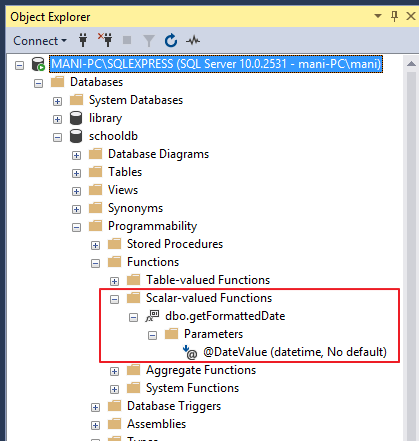 Object Explorer
Connect
MANI-PC\SQLEXPRESS (SQL Server 10.0.2531 - mani-PC\mani)
Databases
System Databases
library
schooldb
Database Diagrams
Tables
Views
Synonyms
Programmability
Stored Procedures
Functions
Table-valued Functions
Scalar-valued Functions
dbo.getFormattedDate
Parameters
@DateValue (datetime, No default)
Aggregate Functions
System Functions
Database Triggers
Assemblies
Types